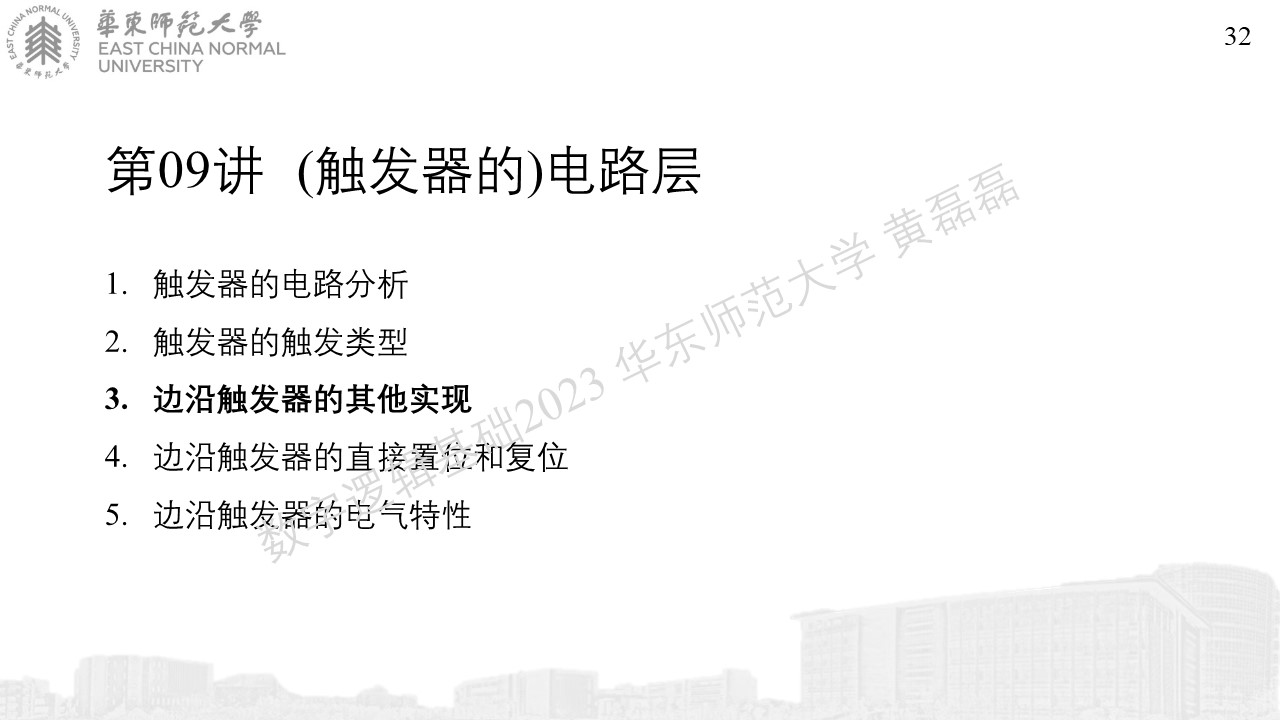 華東師范大學
EAST CHINA NORMAL
UNIVERSITY
EAST CHINA NORMAL UNIVERSITY
華東师范大学
32
第09讲 (触发器的)电路层
1. 触发器的电路分析
2. 触发器的触发类型
3. 边沿触发器的其他实现
4. 边沿触发器的直接置位和复位
5. 边沿触发器的电气特性
数字逻辑基础2023 华东师范大学 黄磊磊